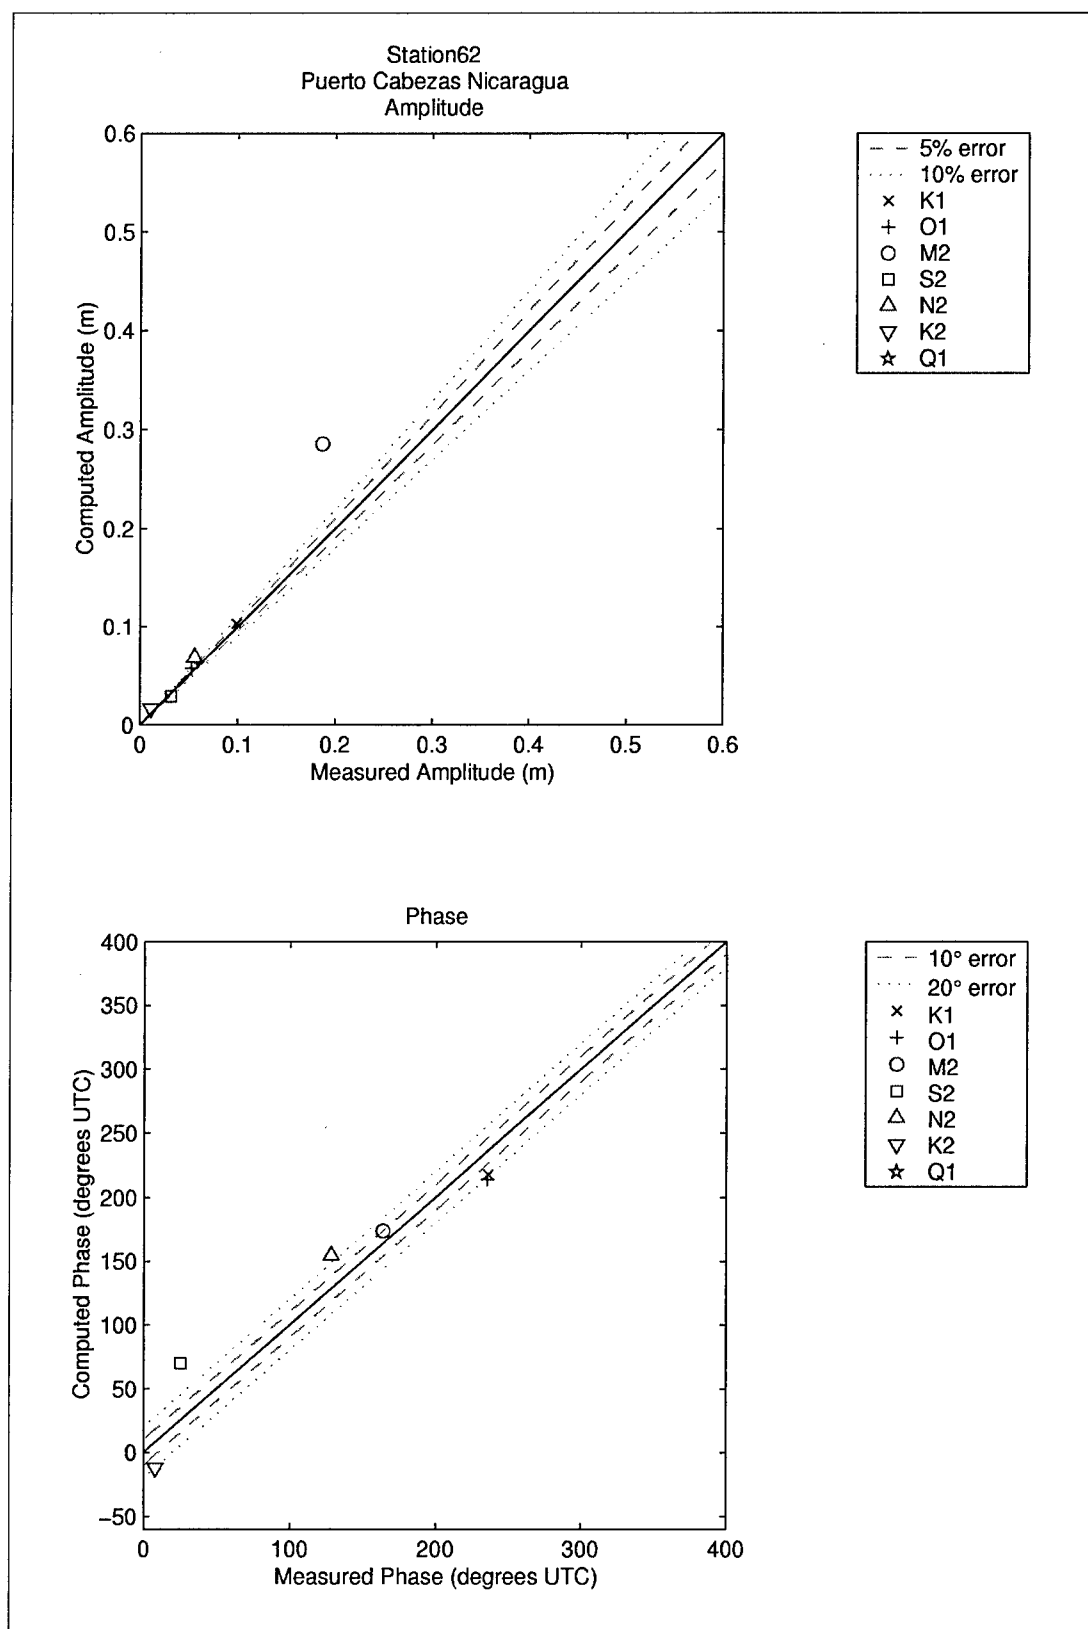 Station62
Puerto Cabezas Nicaragua
Amplitude
0.6
0.5
0.4
0.3
0.2
0.1
0
0
0.1
0.2
0.3
0.4
0.5
0.6
Computed Amplitude (m)
Measured Amplitude (m)
5% error
10% error
K1
O1
M2
S2
N2
K2
Q1
Phase
400
350
300
250
200
150
100
50
0
−50
0
100
200
300
400
Computed Phase (degrees UTC)
Measured Phase (degrees UTC)
10° error
20° error
K1
O1
M2
S2
N2
K2
Q1